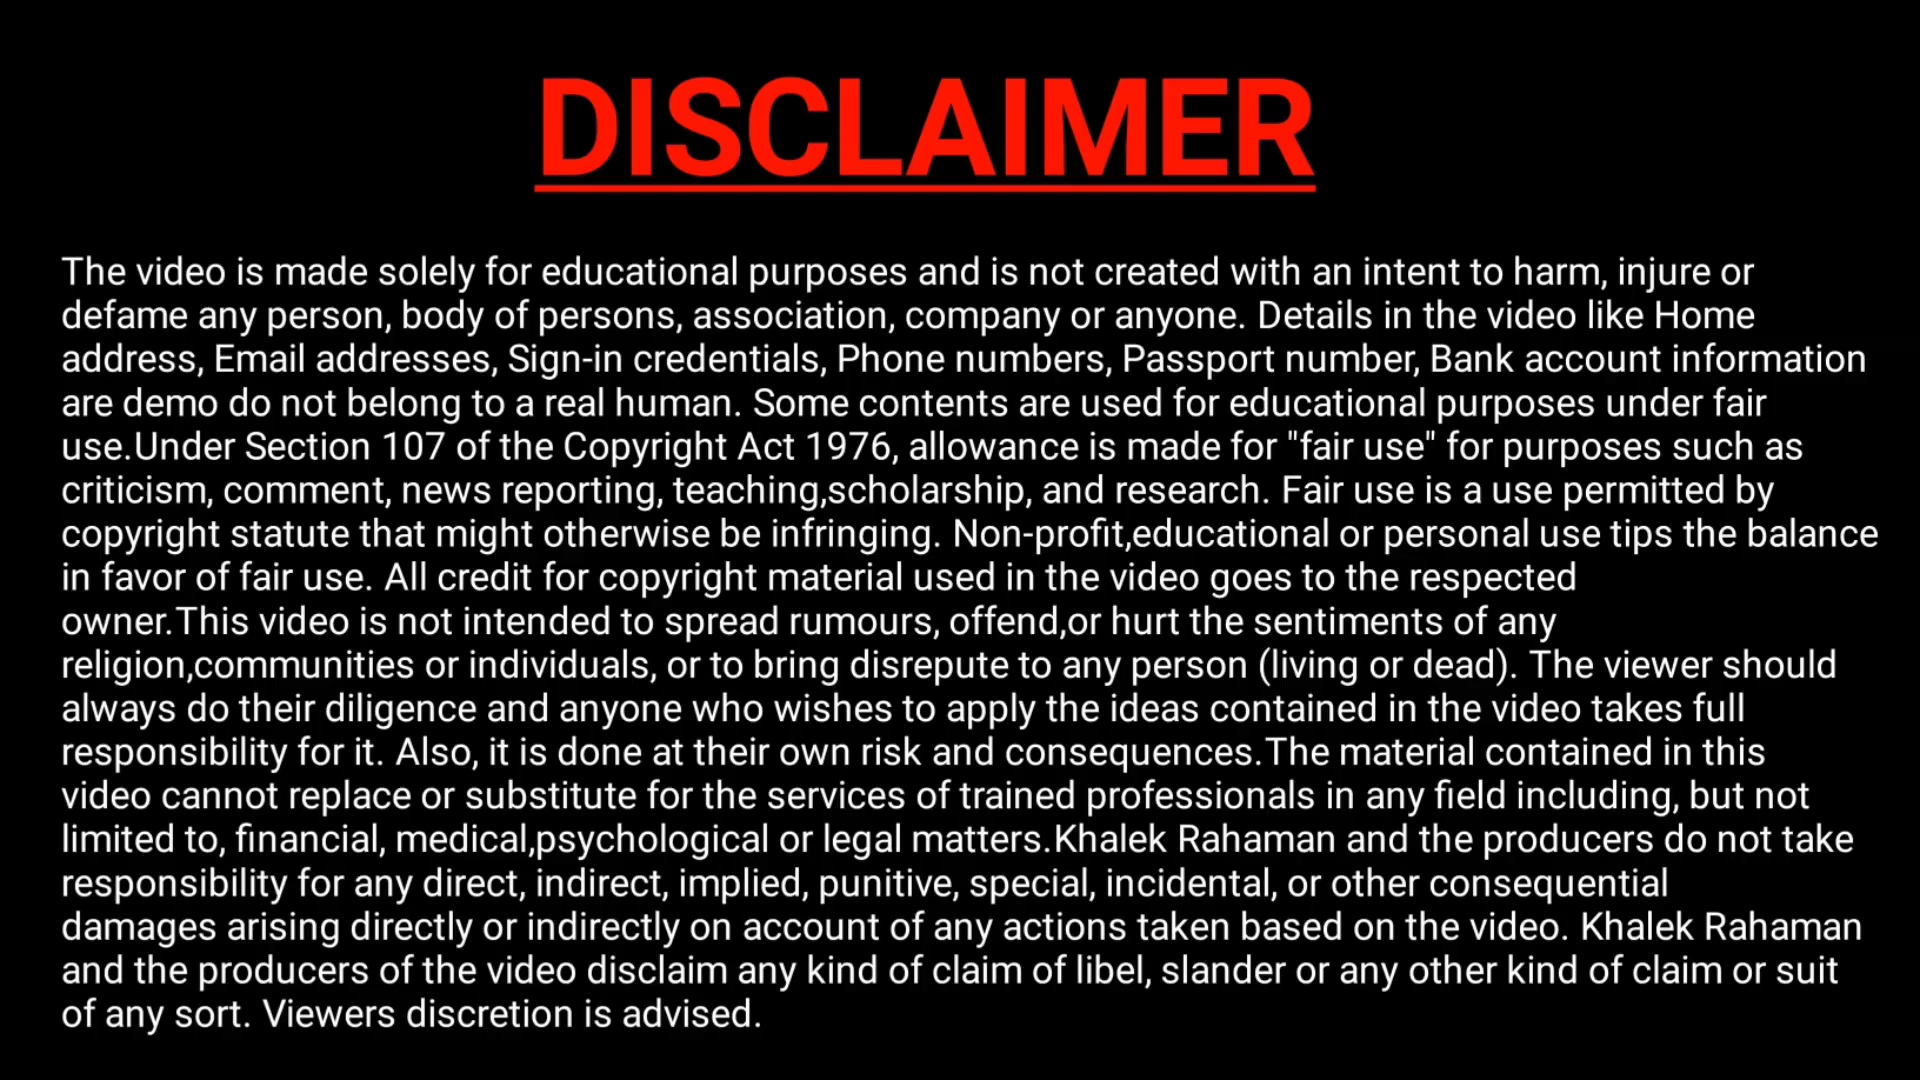 DISCLAIMER
The video is made solely for educational purposes and is not created with an intent to harm, injure or
defame any person, body of persons, association, company or anyone. Details in the video like Home
address, Email addresses, Sign-in credentials, Phone numbers, Passport number, Bank account information
are demo do not belong to a real human. Some contents are used for educational purposes under fair
use.Under Section 107 of the Copyright Act 1976, allowance is made for "fair use" for purposes such as
criticism, comment, news reporting, teaching,scholarship, and research. Fair use is a use permitted by
copyright statute that might otherwise be infringing. Non-profit,educational or personal use tips the balance
in favor of fair use. All credit for copyright material used in the video goes to the respected
owner.This video is not intended to spread rumours, offend,or hurt the sentiments of any
religion,communities or individuals, or to bring disrepute to any person (living or dead). The viewer should
always do their diligence and anyone who wishes to apply the ideas contained in the video takes full
responsibility for it. Also, it is done at their own risk and consequences.The material contained in this
video cannot replace or substitute for the services of trained professionals in any field including, but not
limited to, financial, medical,psychological or legal matters.Khalek Rahaman and the producers do not take
responsibility for any direct, indirect, implied, punitive, special, incidental, or other consequential
damages arising directly or indirectly on account of any actions taken based on the video. Khalek Rahaman
and the producers of the video disclaim any kind of claim of libel, slander or any other kind of claim or suit
of any sort. Viewers discretion is advised.